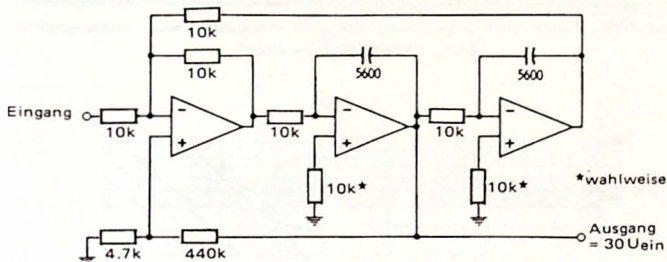 10k
10k
5600
5600
Eingang
10k
10k
10k
−
+
−
+
−
+
10k*
10k*
*wahlweise
4.7k
440k
Ausgang
= 30 Uein